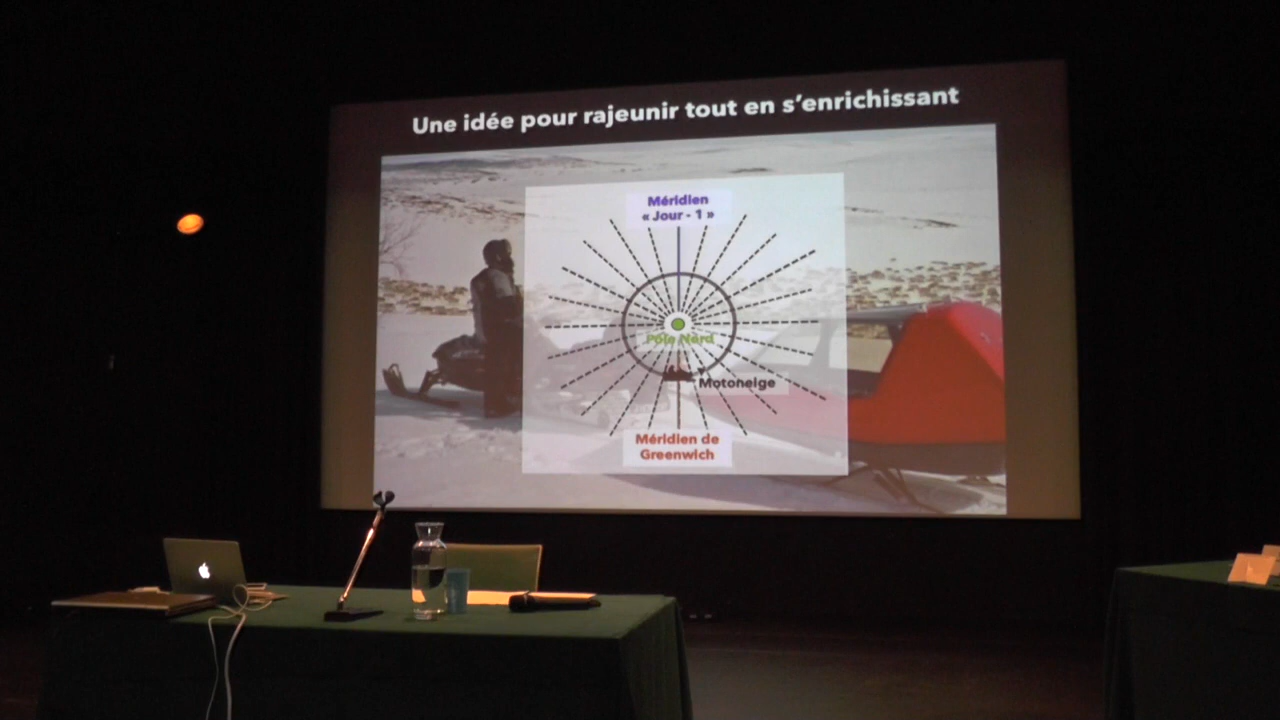 Une idée pour rajeunir tout en s'enrichissant
Méridien
« Jour - 1 »
Pôle Nord
Motoneige
Méridien de
Greenwich